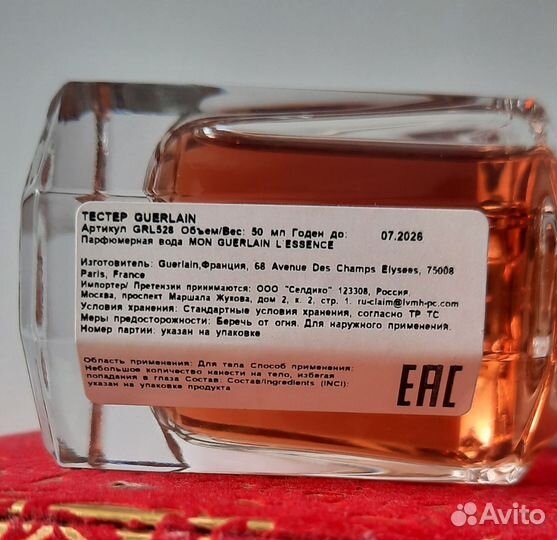 ТЕСТЕР GUERLAIN
Артикул GRL528 Объем/Вес: 50 мл Годен до: 07.2026
Парфюмерная вода MON GUERLAIN L'ESSENCE
Изготовитель: Guerlain,Франция, 68 Avenue Des Champs Elysees, 75008
Paris, France
Импортер/ Претензии принимаются: ООО "Селдико" 123308, Россия,
Москва, проспект Маршала Жукова, дом 2, к. 2, стр. 1. ru-claim@lvmh-pc.com
Условия хранения: Стандартные условия хранения, согласно ТР ТС
Меры предосторожности: Беречь от огня. Для наружного применения.
Номер партии: указан на упаковке
Область применения: Для тела Способ применения:
Небольшое количество нанести на тело, избегая
попадания в глаза Состав: Состав/Ingredients (INCI):
указан на упаковке продукта
EAC
Avito